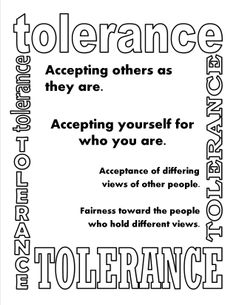 tolerance
tolerance
TOLERANCE
Accepting others as
they are.
Accepting yourself for
who you are.
Acceptance of differing
views of other people.
Fairness toward the people
who hold different views.
TOLERANCE
TOLERANCE